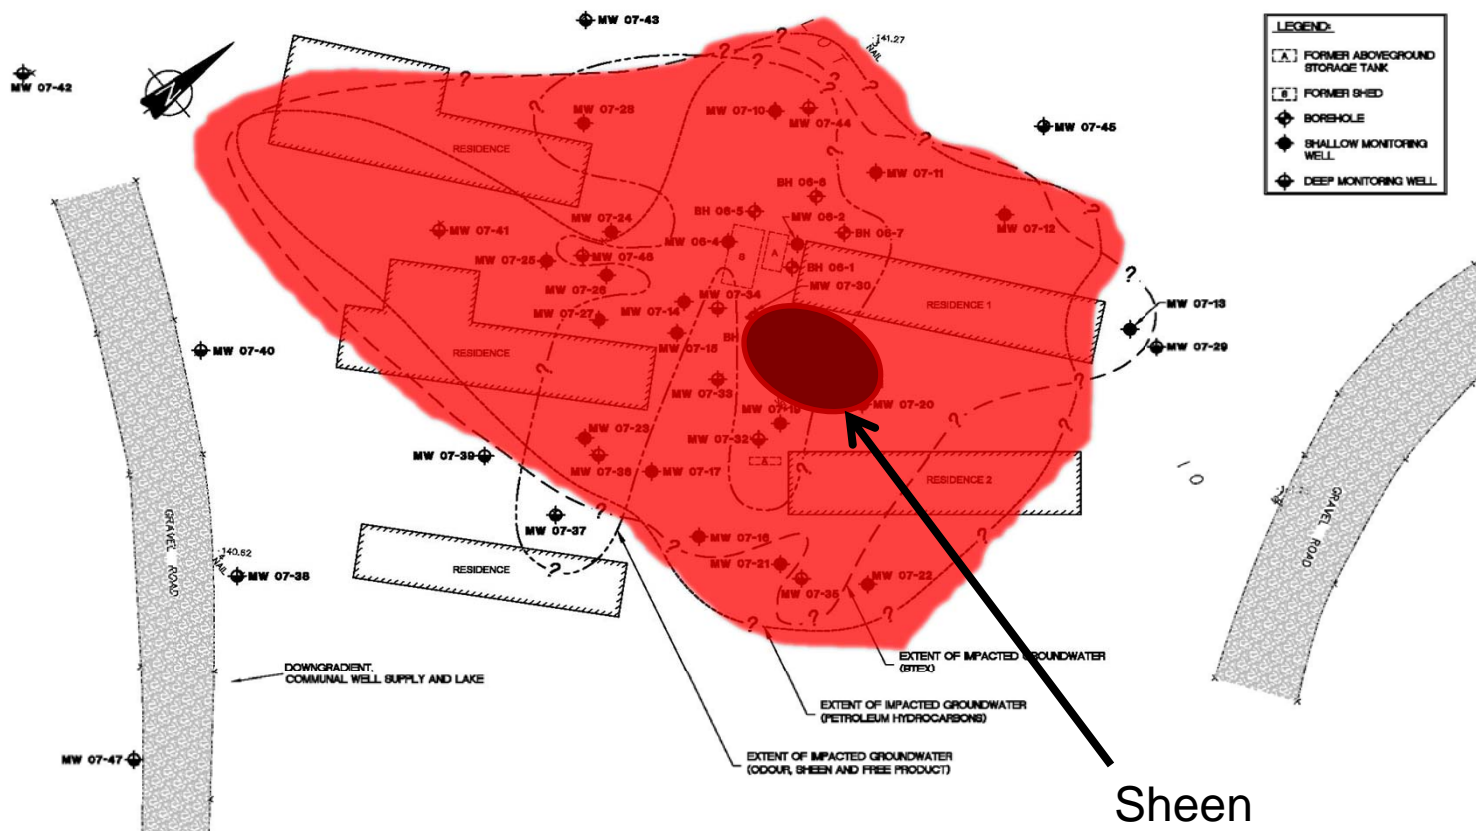 MW 07-43
141.27
NAIL
LOT
LEGEND:
A FORMER ABOVEGROUND
STORAGE TANK
B FORMER SHED
BOREHOLE
SHALLOW MONITORING
WELL
DEEP MONITORING WELL
MW 07-42
N
MW 07-28
MW 07-10
MW 07-44
MW 07-45
RESIDENCE
MW 07-11
BH 06-8
BH 06-5
MW 06-2
MW 07-24
MW 07-41
MW 06-4
BH 06-7
MW 07-12
B
A
MW 07-25
MW 07-46
BH 06-1
MW 07-26
MW 07-34
MW 07-30
MW 07-14
RESIDENCE 1
MW 07-13
MW 07-27
BH
MW 07-15
MW 07-40
RESIDENCE
MW 07-29
MW 07-33
MW 07-19
MW 07-20
MW 07-23
MW 07-32
MW 07-39
MW 07-36
A
MW 07-17
RESIDENCE 2
MW 07-37
GRAVEL ROAD
GRAVEL ROAD
MW 07-16
140.62
NAIL
MW 07-38
RESIDENCE
MW 07-21
MW 07-35
MW 07-22
? ? ? ? ? ? ? ? ? ? ? ? ? ? ? ? ? ? ? ? ? ? ?
DOWNGRADIENT,
COMMUNAL WELL SUPPLY AND LAKE
EXTENT OF IMPACTED GROUNDWATER
(BTEX)
EXTENT OF IMPACTED GROUNDWATER
(PETROLEUM HYDROCARBONS)
MW 07-47
EXTENT OF IMPACTED GROUNDWATER
(ODOUR, SHEEN AND FREE PRODUCT)
Sheen